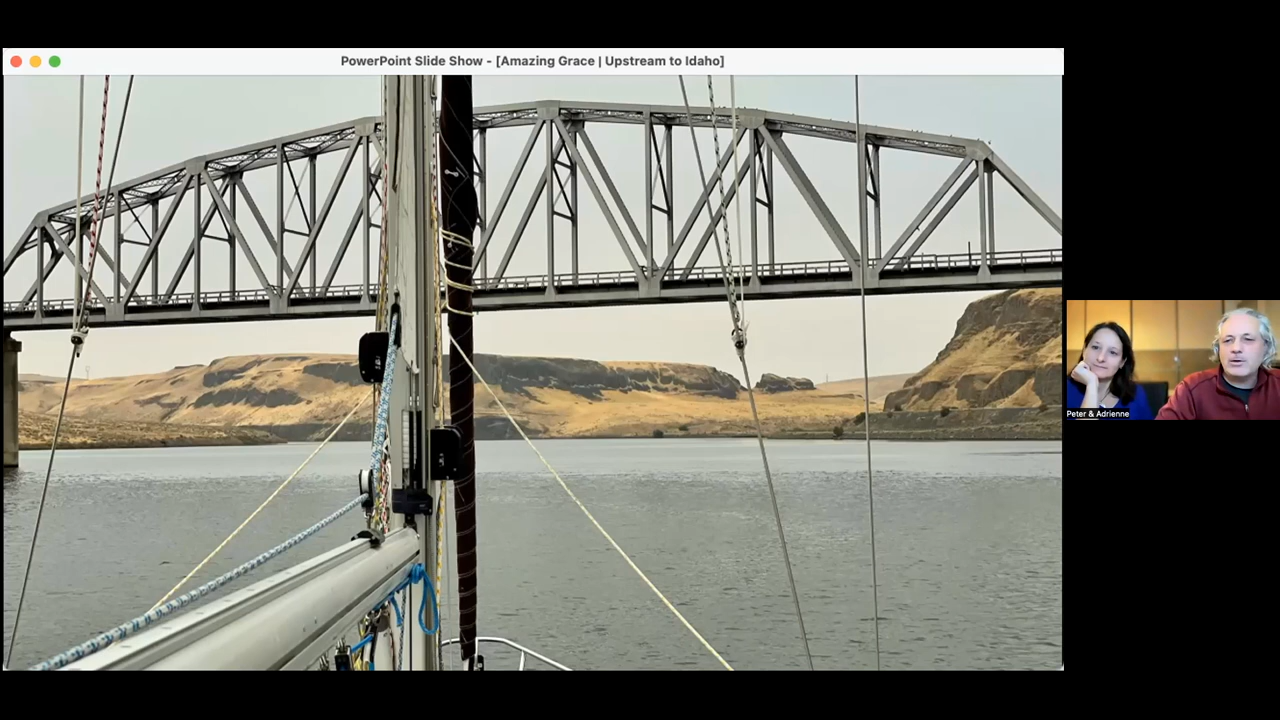 PowerPoint Slide Show - [Amazing Grace | Upstream to Idaho]
Peter & Adrienne